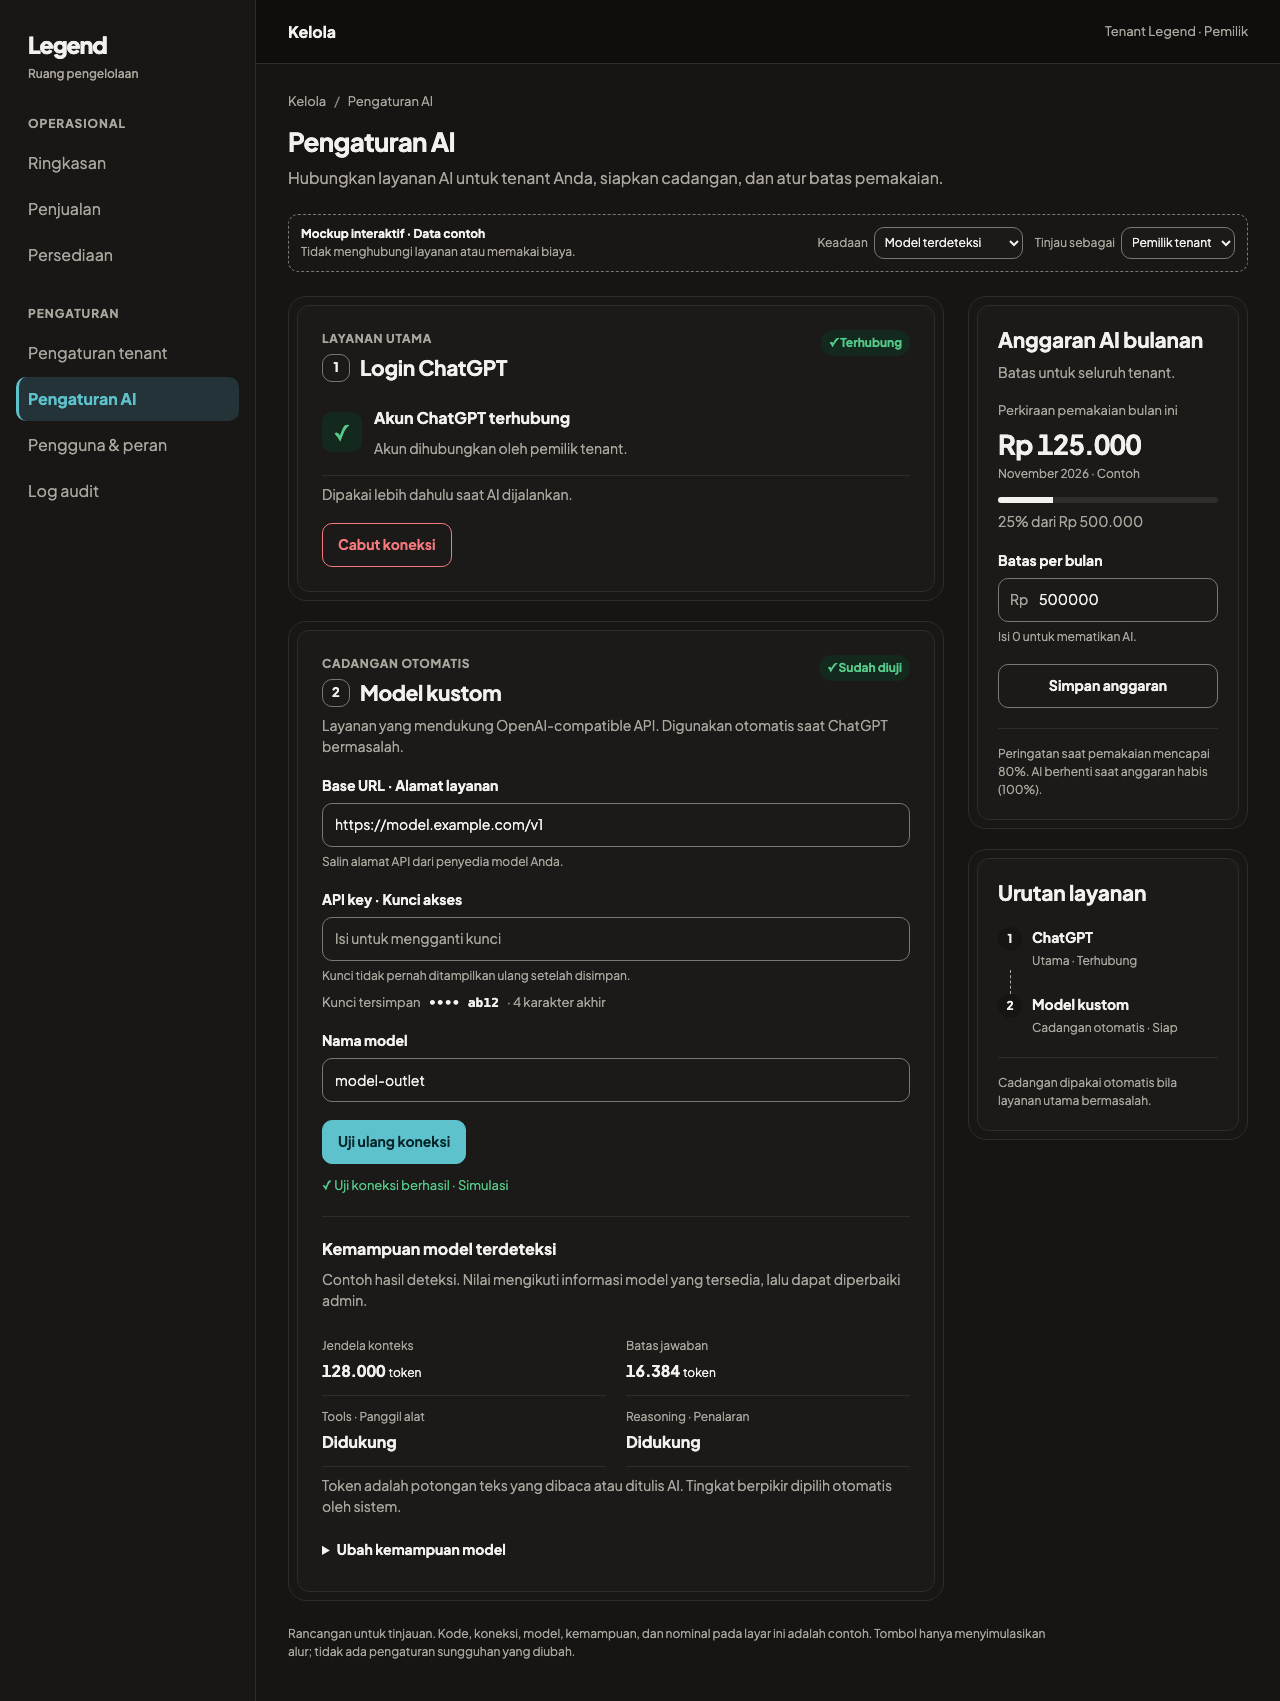 Legend
Ruang pengelolaan
OPERASIONAL
Ringkasan
Penjualan
Persediaan
PENGATURAN
Pengaturan tenant
Pengaturan AI
Pengguna & peran
Log audit
Kelola
Tenant Legend · Pemilik
Kelola / Pengaturan AI
Pengaturan AI
Hubungkan layanan AI untuk tenant Anda, siapkan cadangan, dan atur batas pemakaian.
Mockup interaktif · Data contoh
Tidak menghubungi layanan atau memakai biaya.
Keadaan Model terdeteksi Tinjau sebagai Pemilik tenant
LAYANAN UTAMA
✓Terhubung
1 Login ChatGPT
✓ Akun ChatGPT terhubung
Akun dihubungkan oleh pemilik tenant.
Dipakai lebih dahulu saat AI dijalankan.
Cabut koneksi
CADANGAN OTOMATIS
✓Sudah diuji
2 Model kustom
Layanan yang mendukung OpenAI-compatible API. Digunakan otomatis saat ChatGPT
bermasalah.
Base URL · Alamat layanan
https://model.example.com/v1
Salin alamat API dari penyedia model Anda.
API key · Kunci akses
Isi untuk mengganti kunci
Kunci tidak pernah ditampilkan ulang setelah disimpan.
Kunci tersimpan •••• ab12 · 4 karakter akhir
Nama model
model-outlet
Uji ulang koneksi
✓ Uji koneksi berhasil · Simulasi
Kemampuan model terdeteksi
Contoh hasil deteksi. Nilai mengikuti informasi model yang tersedia, lalu dapat diperbaiki
admin.
Jendela konteks
128.000 token
Batas jawaban
16.384 token
Tools · Panggil alat
Didukung
Reasoning · Penalaran
Didukung
Token adalah potongan teks yang dibaca atau ditulis AI. Tingkat berpikir dipilih otomatis
oleh sistem.
▶ Ubah kemampuan model
Anggaran AI bulanan
Batas untuk seluruh tenant.
Perkiraan pemakaian bulan ini
Rp 125.000
November 2026 · Contoh
25% dari Rp 500.000
Batas per bulan
Rp 500000
Isi 0 untuk mematikan AI.
Simpan anggaran
Peringatan saat pemakaian mencapai
80%. AI berhenti saat anggaran habis
(100%).
Urutan layanan
1 ChatGPT
Utama · Terhubung
2 Model kustom
Cadangan otomatis · Siap
Cadangan dipakai otomatis bila
layanan utama bermasalah.
Rancangan untuk tinjauan. Kode, koneksi, model, kemampuan, dan nominal pada layar ini adalah contoh. Tombol hanya menyimulasikan
alur; tidak ada pengaturan sungguhan yang diubah.